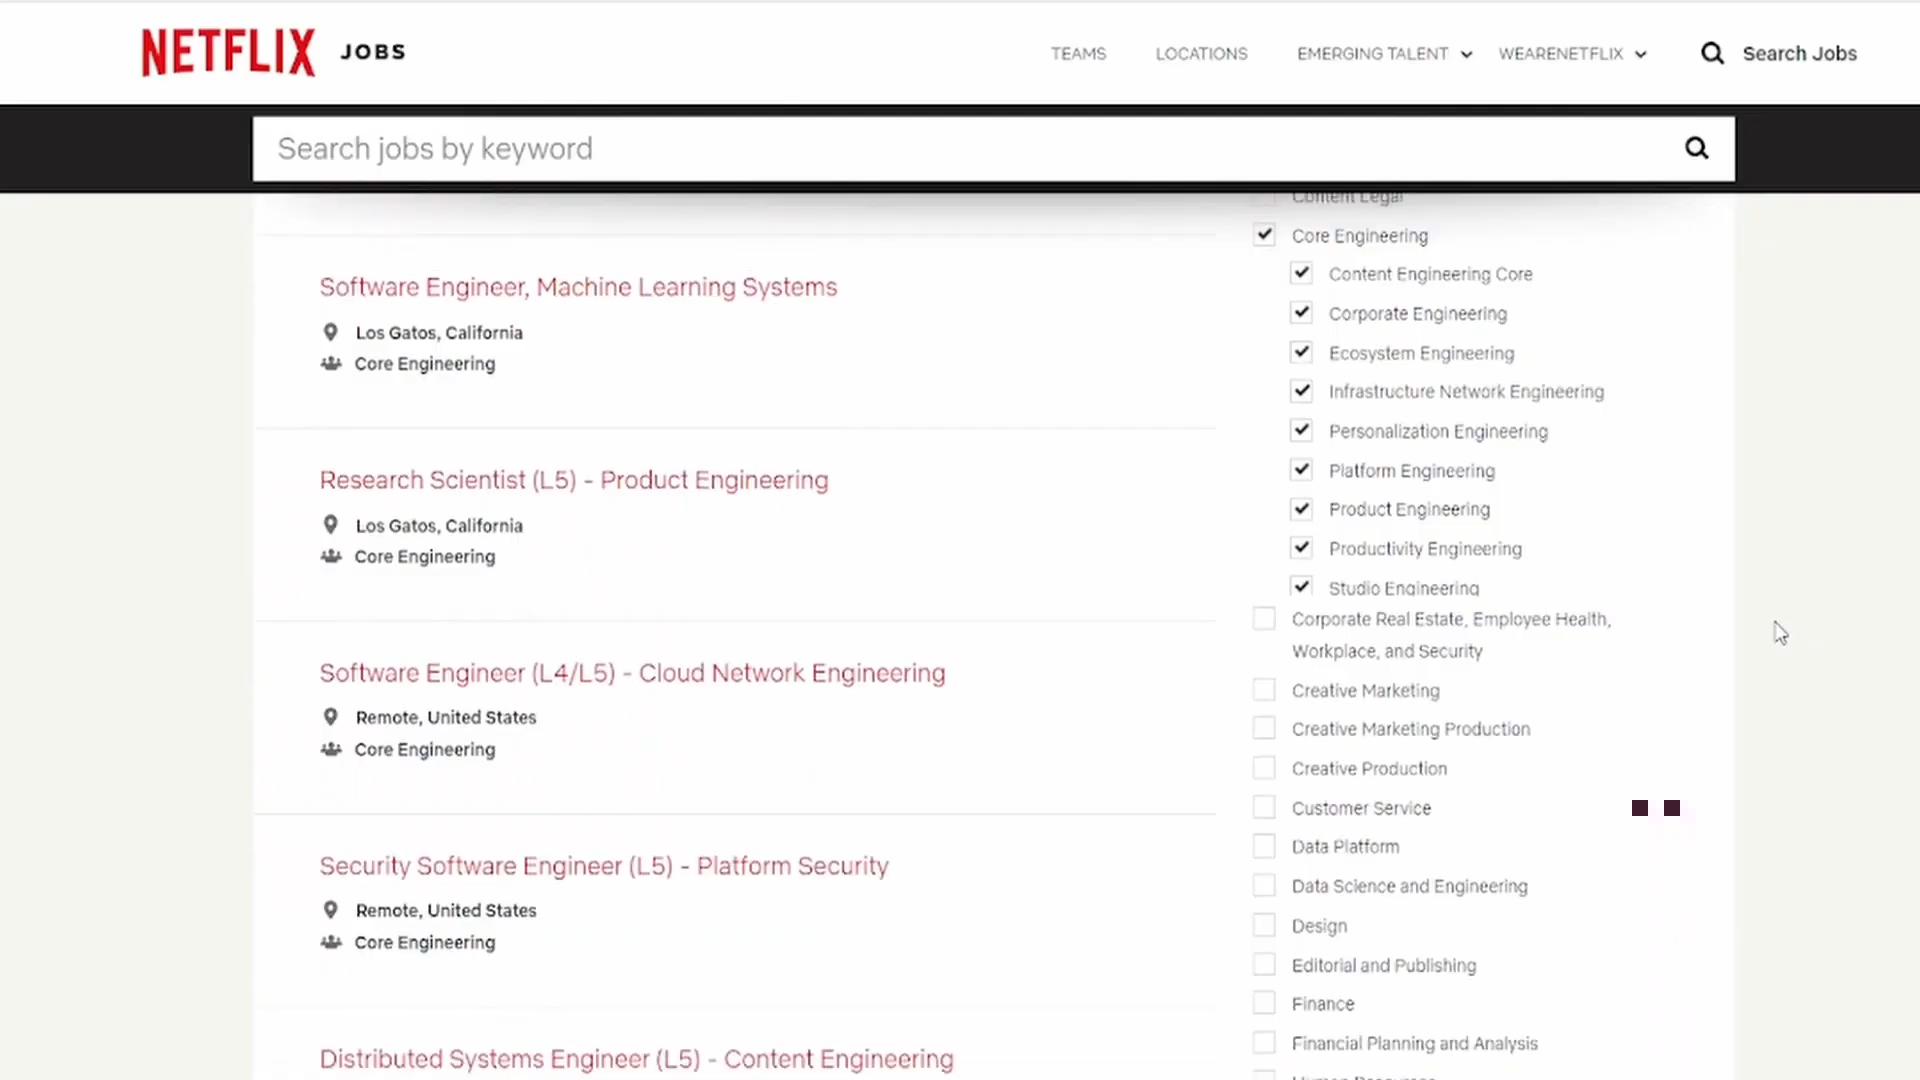 NETFLIX JOBS
TEAMS LOCATIONS EMERGING TALENT WEARENETFLIX Search Jobs
Search jobs by keyword
Software Engineer, Machine Learning Systems
Los Gatos, California
Core Engineering
Research Scientist (L5) - Product Engineering
Los Gatos, California
Core Engineering
Software Engineer (L4/L5) - Cloud Network Engineering
Remote, United States
Core Engineering
Security Software Engineer (L5) - Platform Security
Remote, United States
Core Engineering
Distributed Systems Engineer (L5) - Content Engineering
Content Legal
Core Engineering
Content Engineering Core
Corporate Engineering
Ecosystem Engineering
Infrastructure Network Engineering
Personalization Engineering
Platform Engineering
Product Engineering
Productivity Engineering
Studio Engineering
Corporate Real Estate, Employee Health,
Workplace, and Security
Creative Marketing
Creative Marketing Production
Creative Production
Customer Service
Data Platform
Data Science and Engineering
Design
Editorial and Publishing
Finance
Financial Planning and Analysis